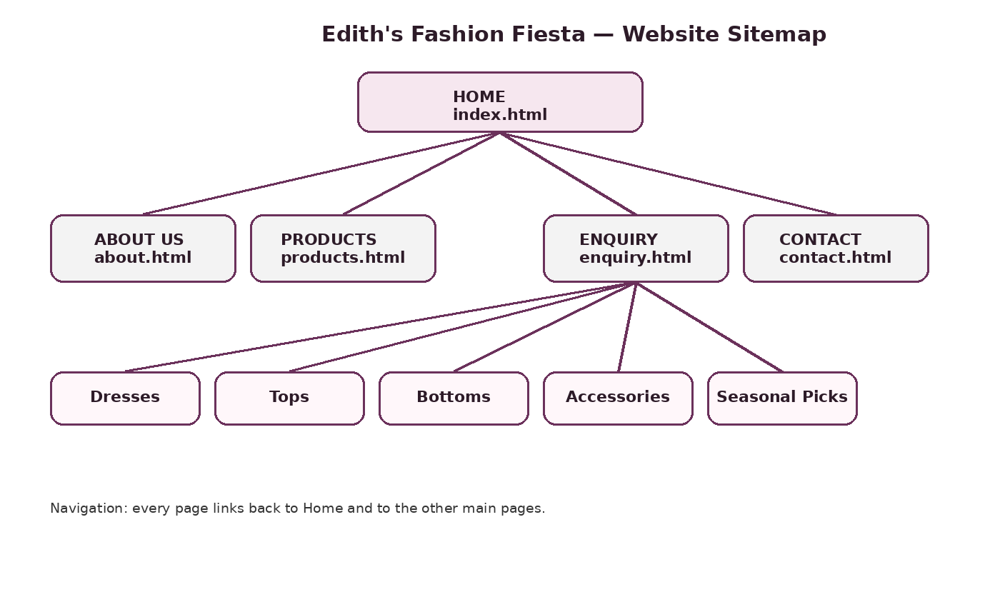 Edith's Fashion Fiesta — Website Sitemap
HOME
index.html
ABOUT US
about.html
PRODUCTS
products.html
ENQUIRY
enquiry.html
CONTACT
contact.html
Dresses
Tops
Bottoms
Accessories
Seasonal Picks
Navigation: every page links back to Home and to the other main pages.